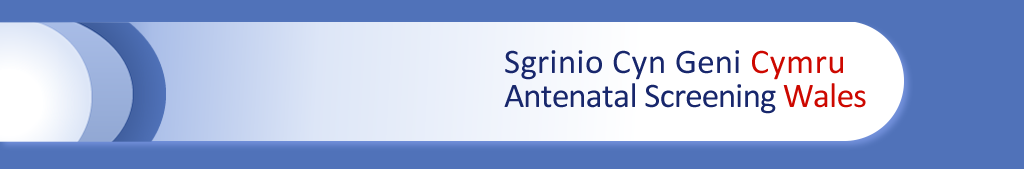 Sgrinio Cyn Geni Cymru
Antenatal Screening Wales